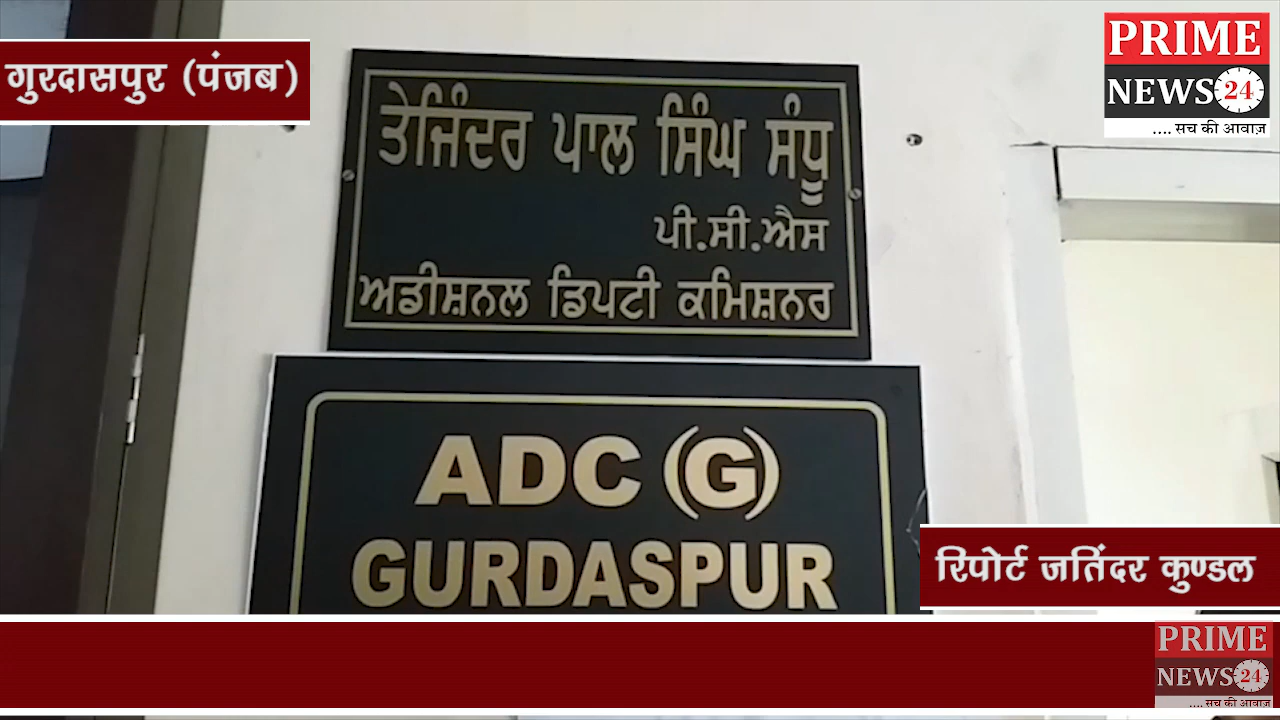 गुरदासपुर (पंजब)
PRIME
NEWS 24
.... सच की आवाज़
ਤੇਜਿੰਦਰ ਪਾਲ ਸਿੰਘ ਸੰਧੂ
ਪੀ.ਸੀ.ਐਸ
ਅਡੀਸ਼ਨਲ ਡਿਪਟੀ ਕਮਿਸ਼ਨਰ
ADC (G)
GURDASPUR
रिपोर्ट जतिंदर कुण्डल
PRIME
NEWS 24
.... सच की आवाज़